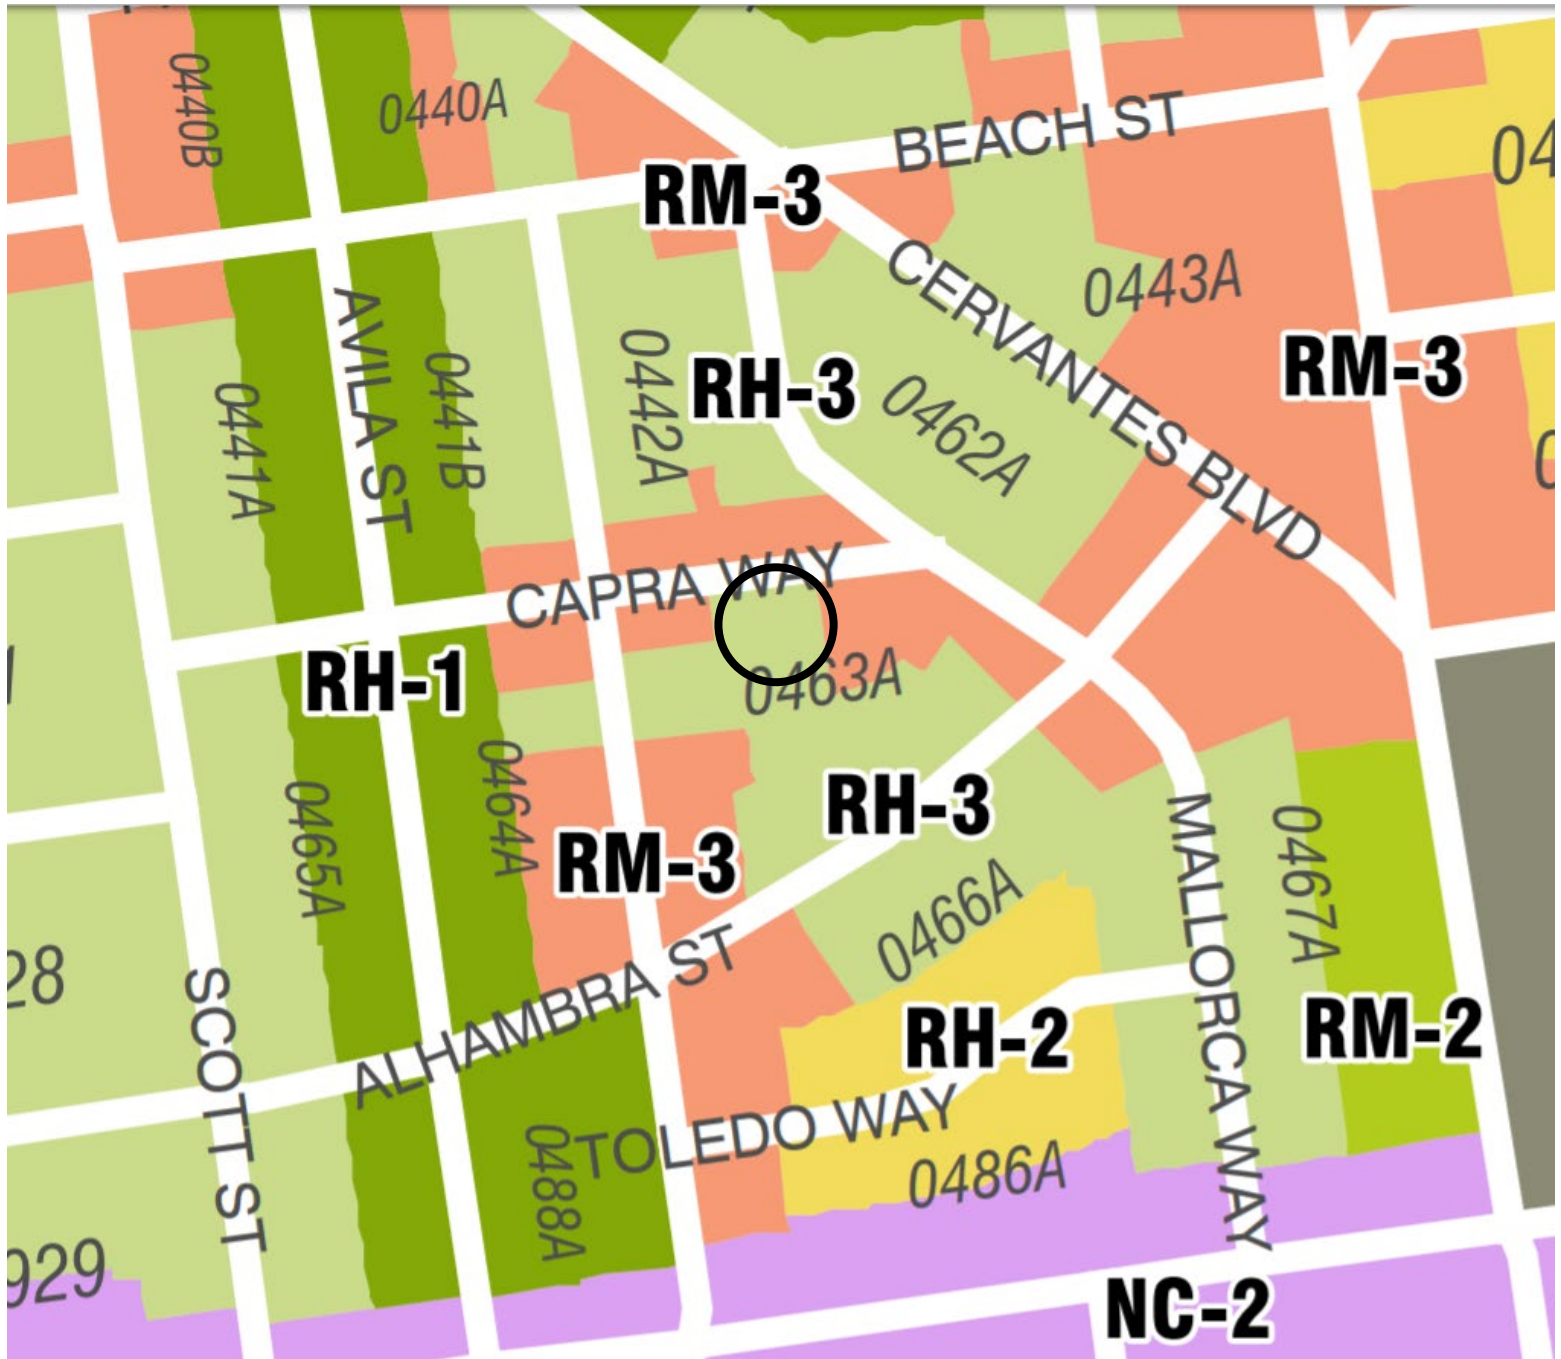 0440B
0440A
BEACH ST
04
RM-3
CERVANTES BLVD
0443A
AVILA ST
0441A
0441B
0442A
RH-3
0462A
RM-3
0
CAPRA WAY
RH-1
0463A
0464A
0465A
RM-3
RH-3
0466A
MALLORCA WAY
0467A
28
SCOTT ST
ALHAMBRA ST
RH-2
RM-2
TOLEDO WAY
0488A
0486A
929
NC-2